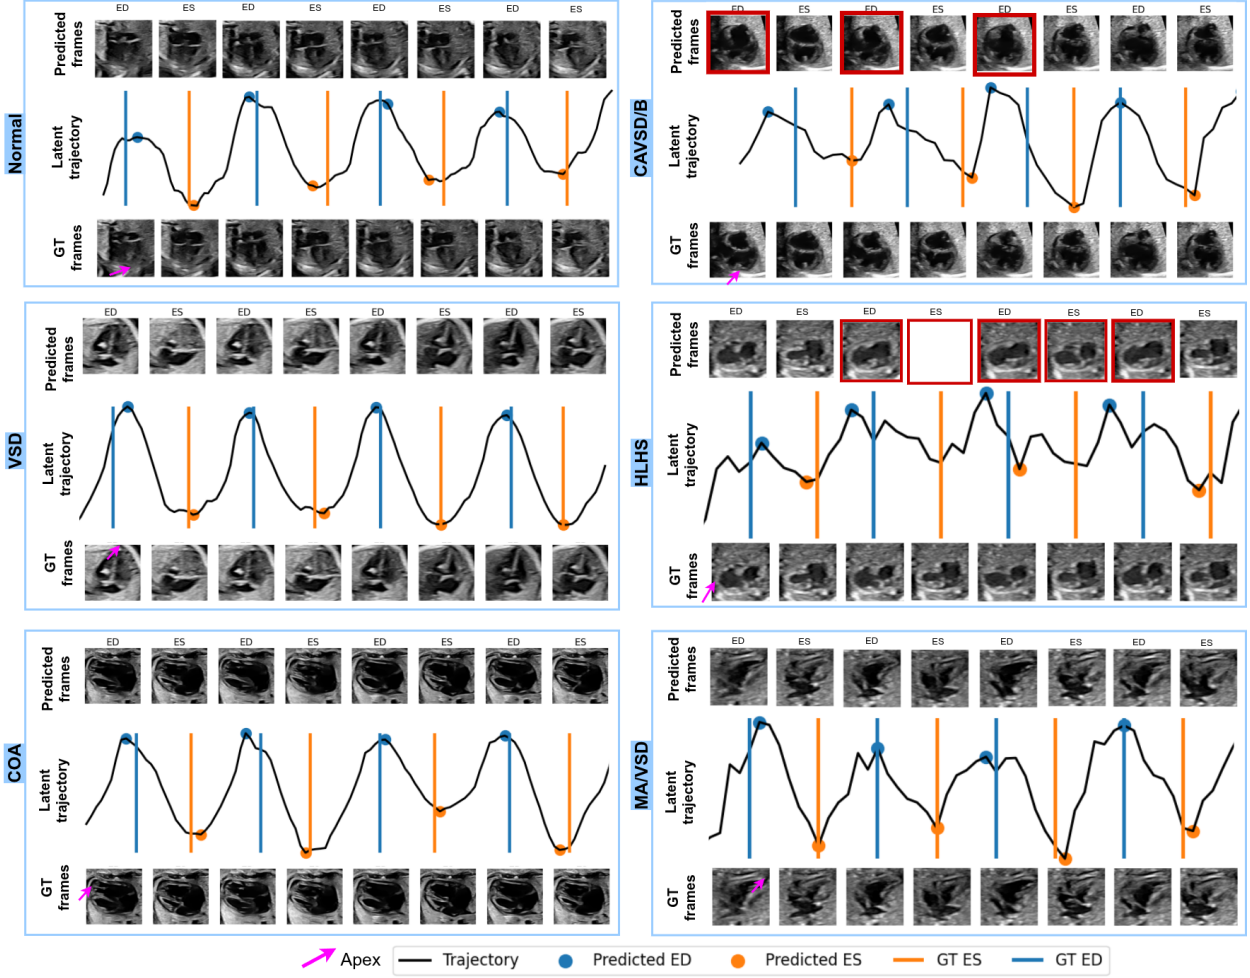 Normal
Predicted frames
ED ES ED ES ED ES ED ES
Latent trajectory
GT frames
CAVSD/B
Predicted frames
ED ES ED ES ED ES ED ES
Latent trajectory
GT frames
VSD
Predicted frames
ED ES ED ES ED ES ED ES
Latent trajectory
GT frames
HLHS
Predicted frames
ED ES ED ES ED ES ED ES
Latent trajectory
GT frames
COA
Predicted frames
ED ES ED ES ED ES ED ES
Latent trajectory
GT frames
MA/VSD
Predicted frames
ED ES ED ES ED ES ED ES
Latent trajectory
GT frames
Apex Trajectory Predicted ED Predicted ES GT ES GT ED